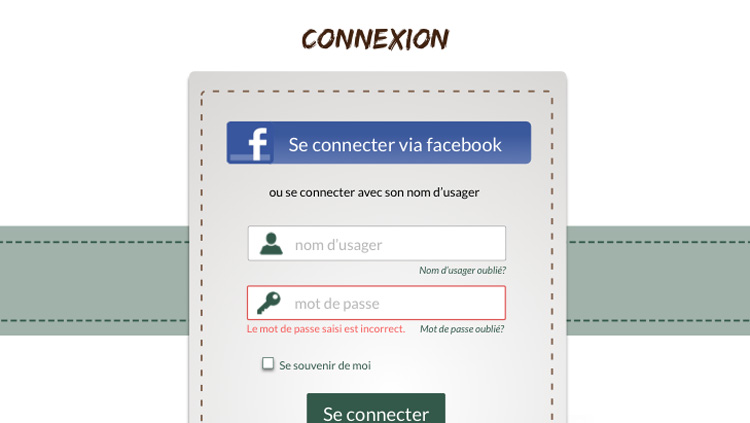 CONNEXION
f Se connecter via facebook
ou se connecter avec son nom d'usager
nom d'usager
Nom d'usager oublié?
mot de passe
Le mot de passe saisi est incorrect. Mot de passe oublié?
Se souvenir de moi
Se connecter